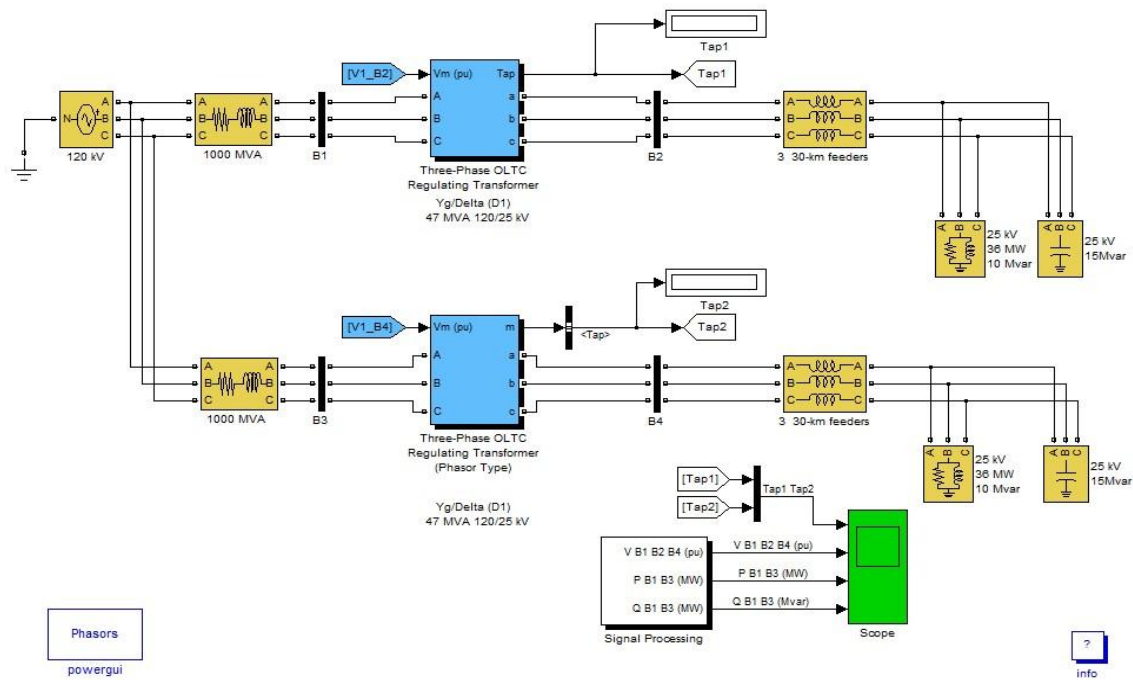 Tap1
[V1_B2]
Vm (pu)
Tap
Tap1
A
B
C
a
b
c
N
A
B
C
120 kV
A
B
C
A
B
C
1000 MVA
B1
Three-Phase OLTC
Regulating Transformer
Yg/Delta (D1)
47 MVA 120/25 kV
B2
A
B
C
A
B
C
3 30-km feeders
A B C
25 kV
36 MW
10 Mvar
A B C
25 kV
15Mvar
Tap2
[V1_B4]
Vm (pu)
m
<Tap>
Tap2
A
B
C
a
b
c
A
B
C
A
B
C
1000 MVA
B3
Three-Phase OLTC
Regulating Transformer
(Phasor Type)
Yg/Delta (D1)
47 MVA 120/25 kV
B4
A
B
C
A
B
C
3 30-km feeders
A B C
25 kV
36 MW
10 Mvar
A B C
25 kV
15Mvar
[Tap1]
[Tap2]
Tap1 Tap2
V B1 B2 B4 (pu)
V B1 B2 B4 (pu)
P B1 B3 (MW)
P B1 B3 (MW)
Q B1 B3 (MW)
Q B1 B3 (Mvar)
Signal Processing
Scope
Phasors
powergui
?
info